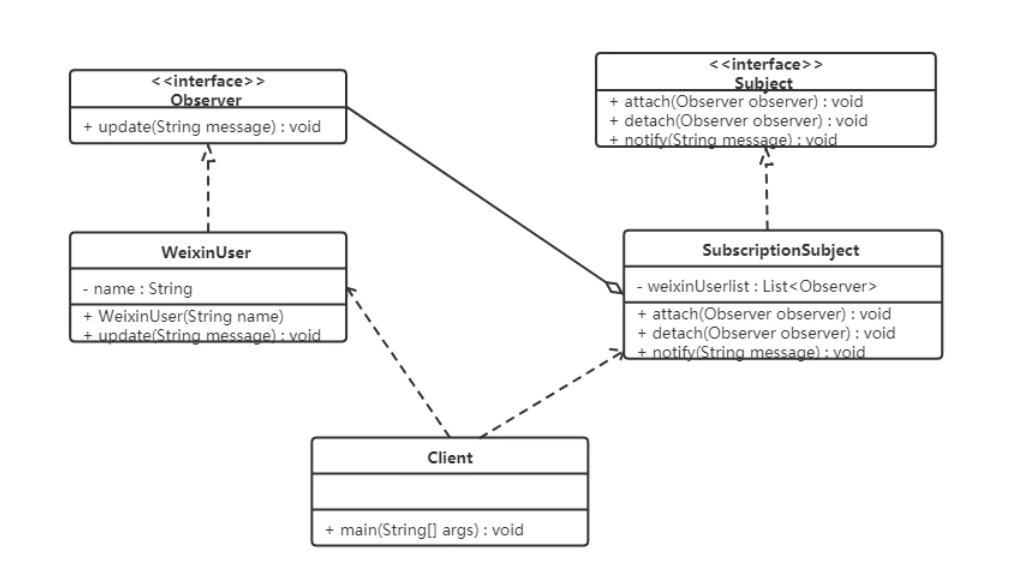 <<interface>>
Observer
+ update(String message) : void
<<interface>>
Subject
+ attach(Observer observer) : void
+ detach(Observer observer) : void
+ notify(String message) : void
WeixinUser
- name : String
+ WeixinUser(String name)
+ update(String message) : void
SubscriptionSubject
- weixinUserlist : List<Observer>
+ attach(Observer observer) : void
+ detach(Observer observer) : void
+ notify(String message) : void
Client
+ main(String[] args) : void